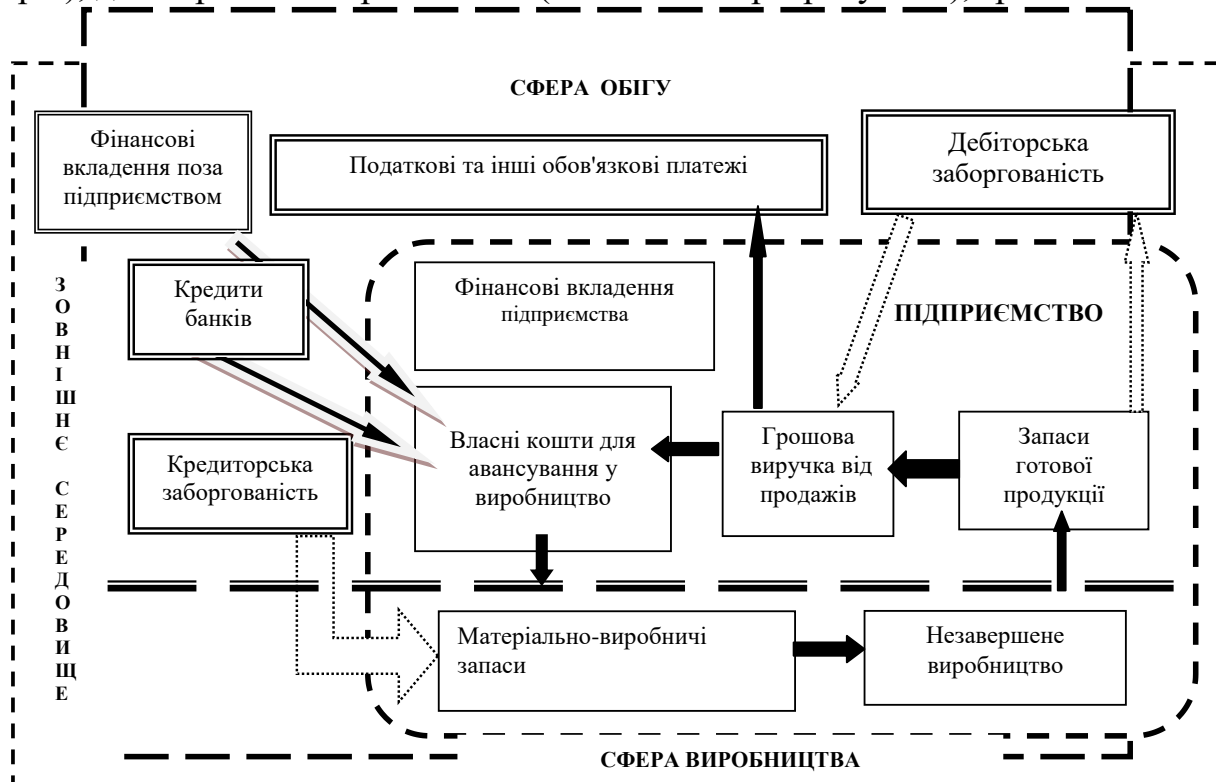 СФЕРА ОБІГУ
Фінансові
вкладення поза
підприємством
Податкові та інші обов'язкові платежі
Дебіторська
заборгованість
ЗОВНІШНЄ СЕРЕДОВИЩЕ
Кредити
банків
Фінансові вкладення
підприємства
ПІДПРИЄМСТВО
Кредиторська
заборгованість
Власні кошти для
авансування у
виробництво
Грошова
виручка від
продажів
Запаси
готової
продукції
Матеріально-виробничі
запаси
Незавершене
виробництво
СФЕРА ВИРОБНИЦТВА